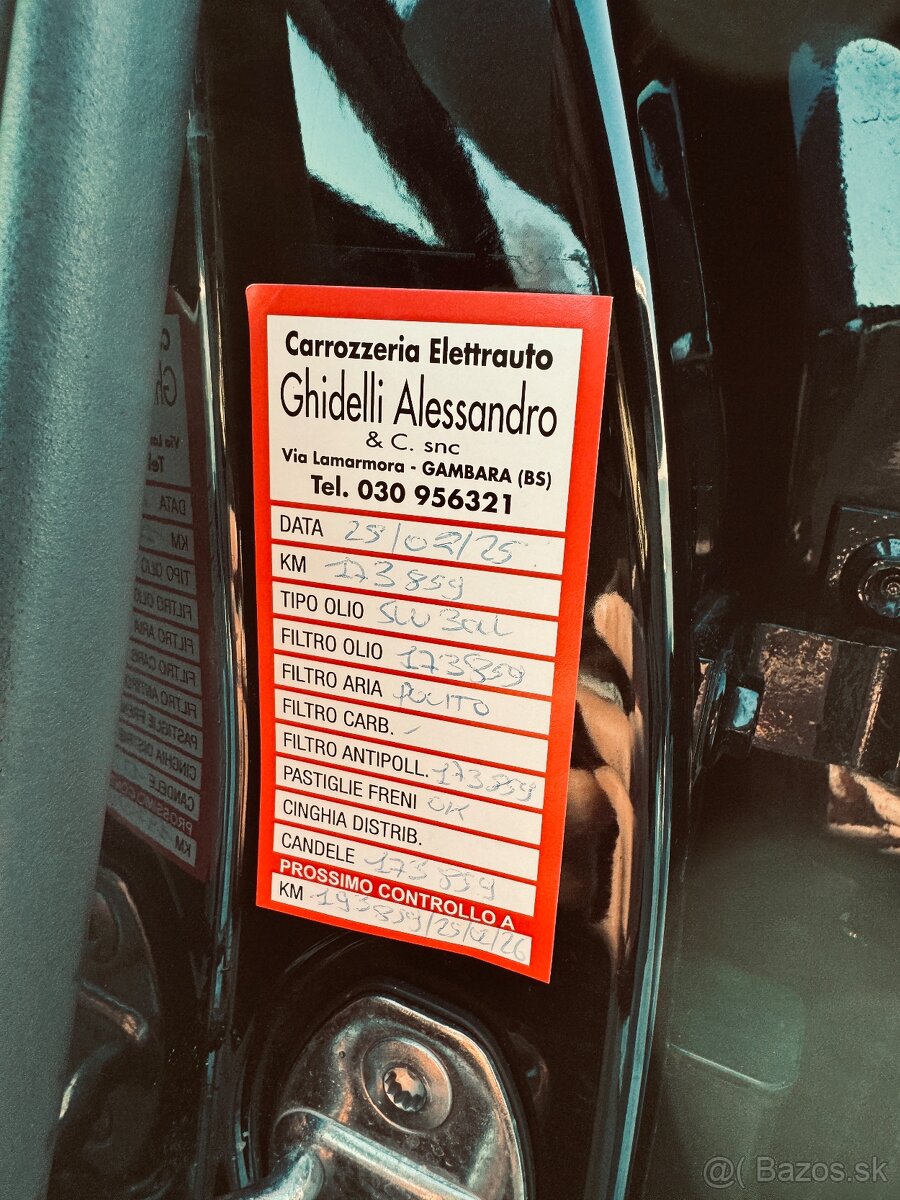 Carrozzeria Elettrauto
Ghidelli Alessandro
& C. snc
Via Lamarmora - GAMBARA (BS)
Tel. 030 956321
DATA 25/02/25
KM 173859
TIPO OLIO
FILTRO OLIO 173859
FILTRO ARIA PULITO
FILTRO CARB. -
FILTRO ANTIPOLL. 173859
PASTIGLIE FRENI OK
CINGHIA DISTRIB.
CANDELE 173859
PROSSIMO CONTROLLO A
KM 193859/25/02/26
@( Bazos.sk